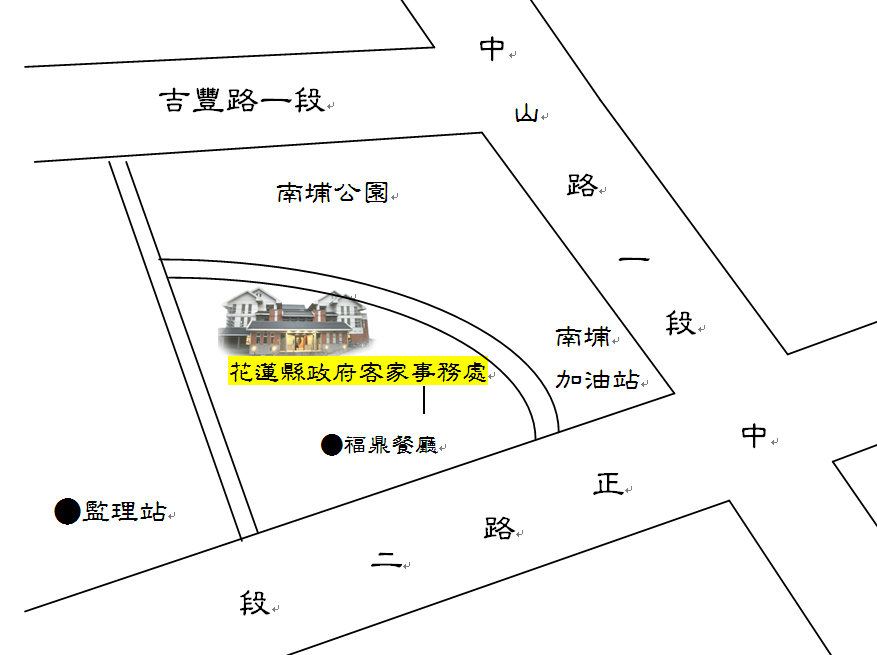 吉豐路一段
中山路一段
南埔公園
南埔
加油站
花蓮縣政府客家事務處
福鼎餐廳
監理站
中正路二段